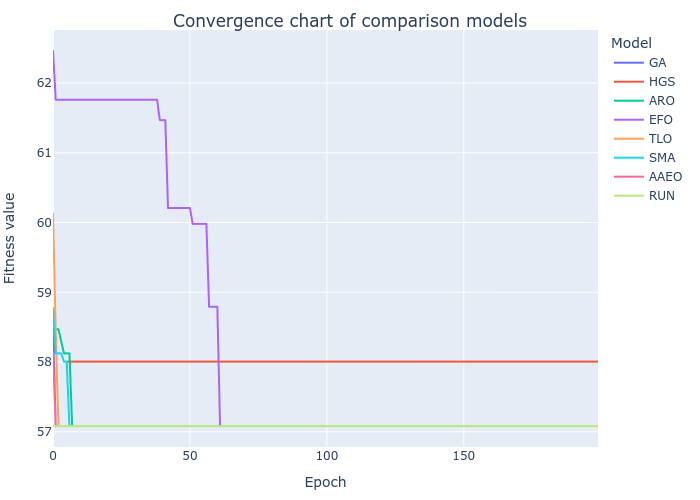 Convergence chart of comparison models
Model
GA
HGS
ARO
EFO
TLO
SMA
AAEO
RUN
Fitness value
62
61
60
59
58
57
0
50
100
150
Epoch